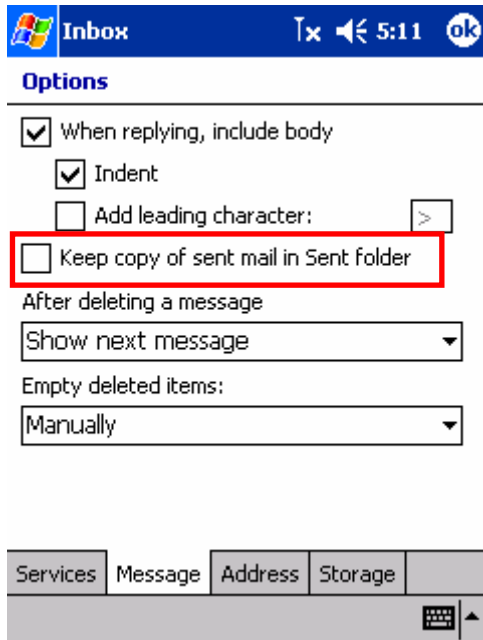 Inbox 5:11 ok
Options
When replying, include body
Indent
Add leading character: >
Keep copy of sent mail in Sent folder
After deleting a message
Show next message
Empty deleted items:
Manually
Services Message Address Storage